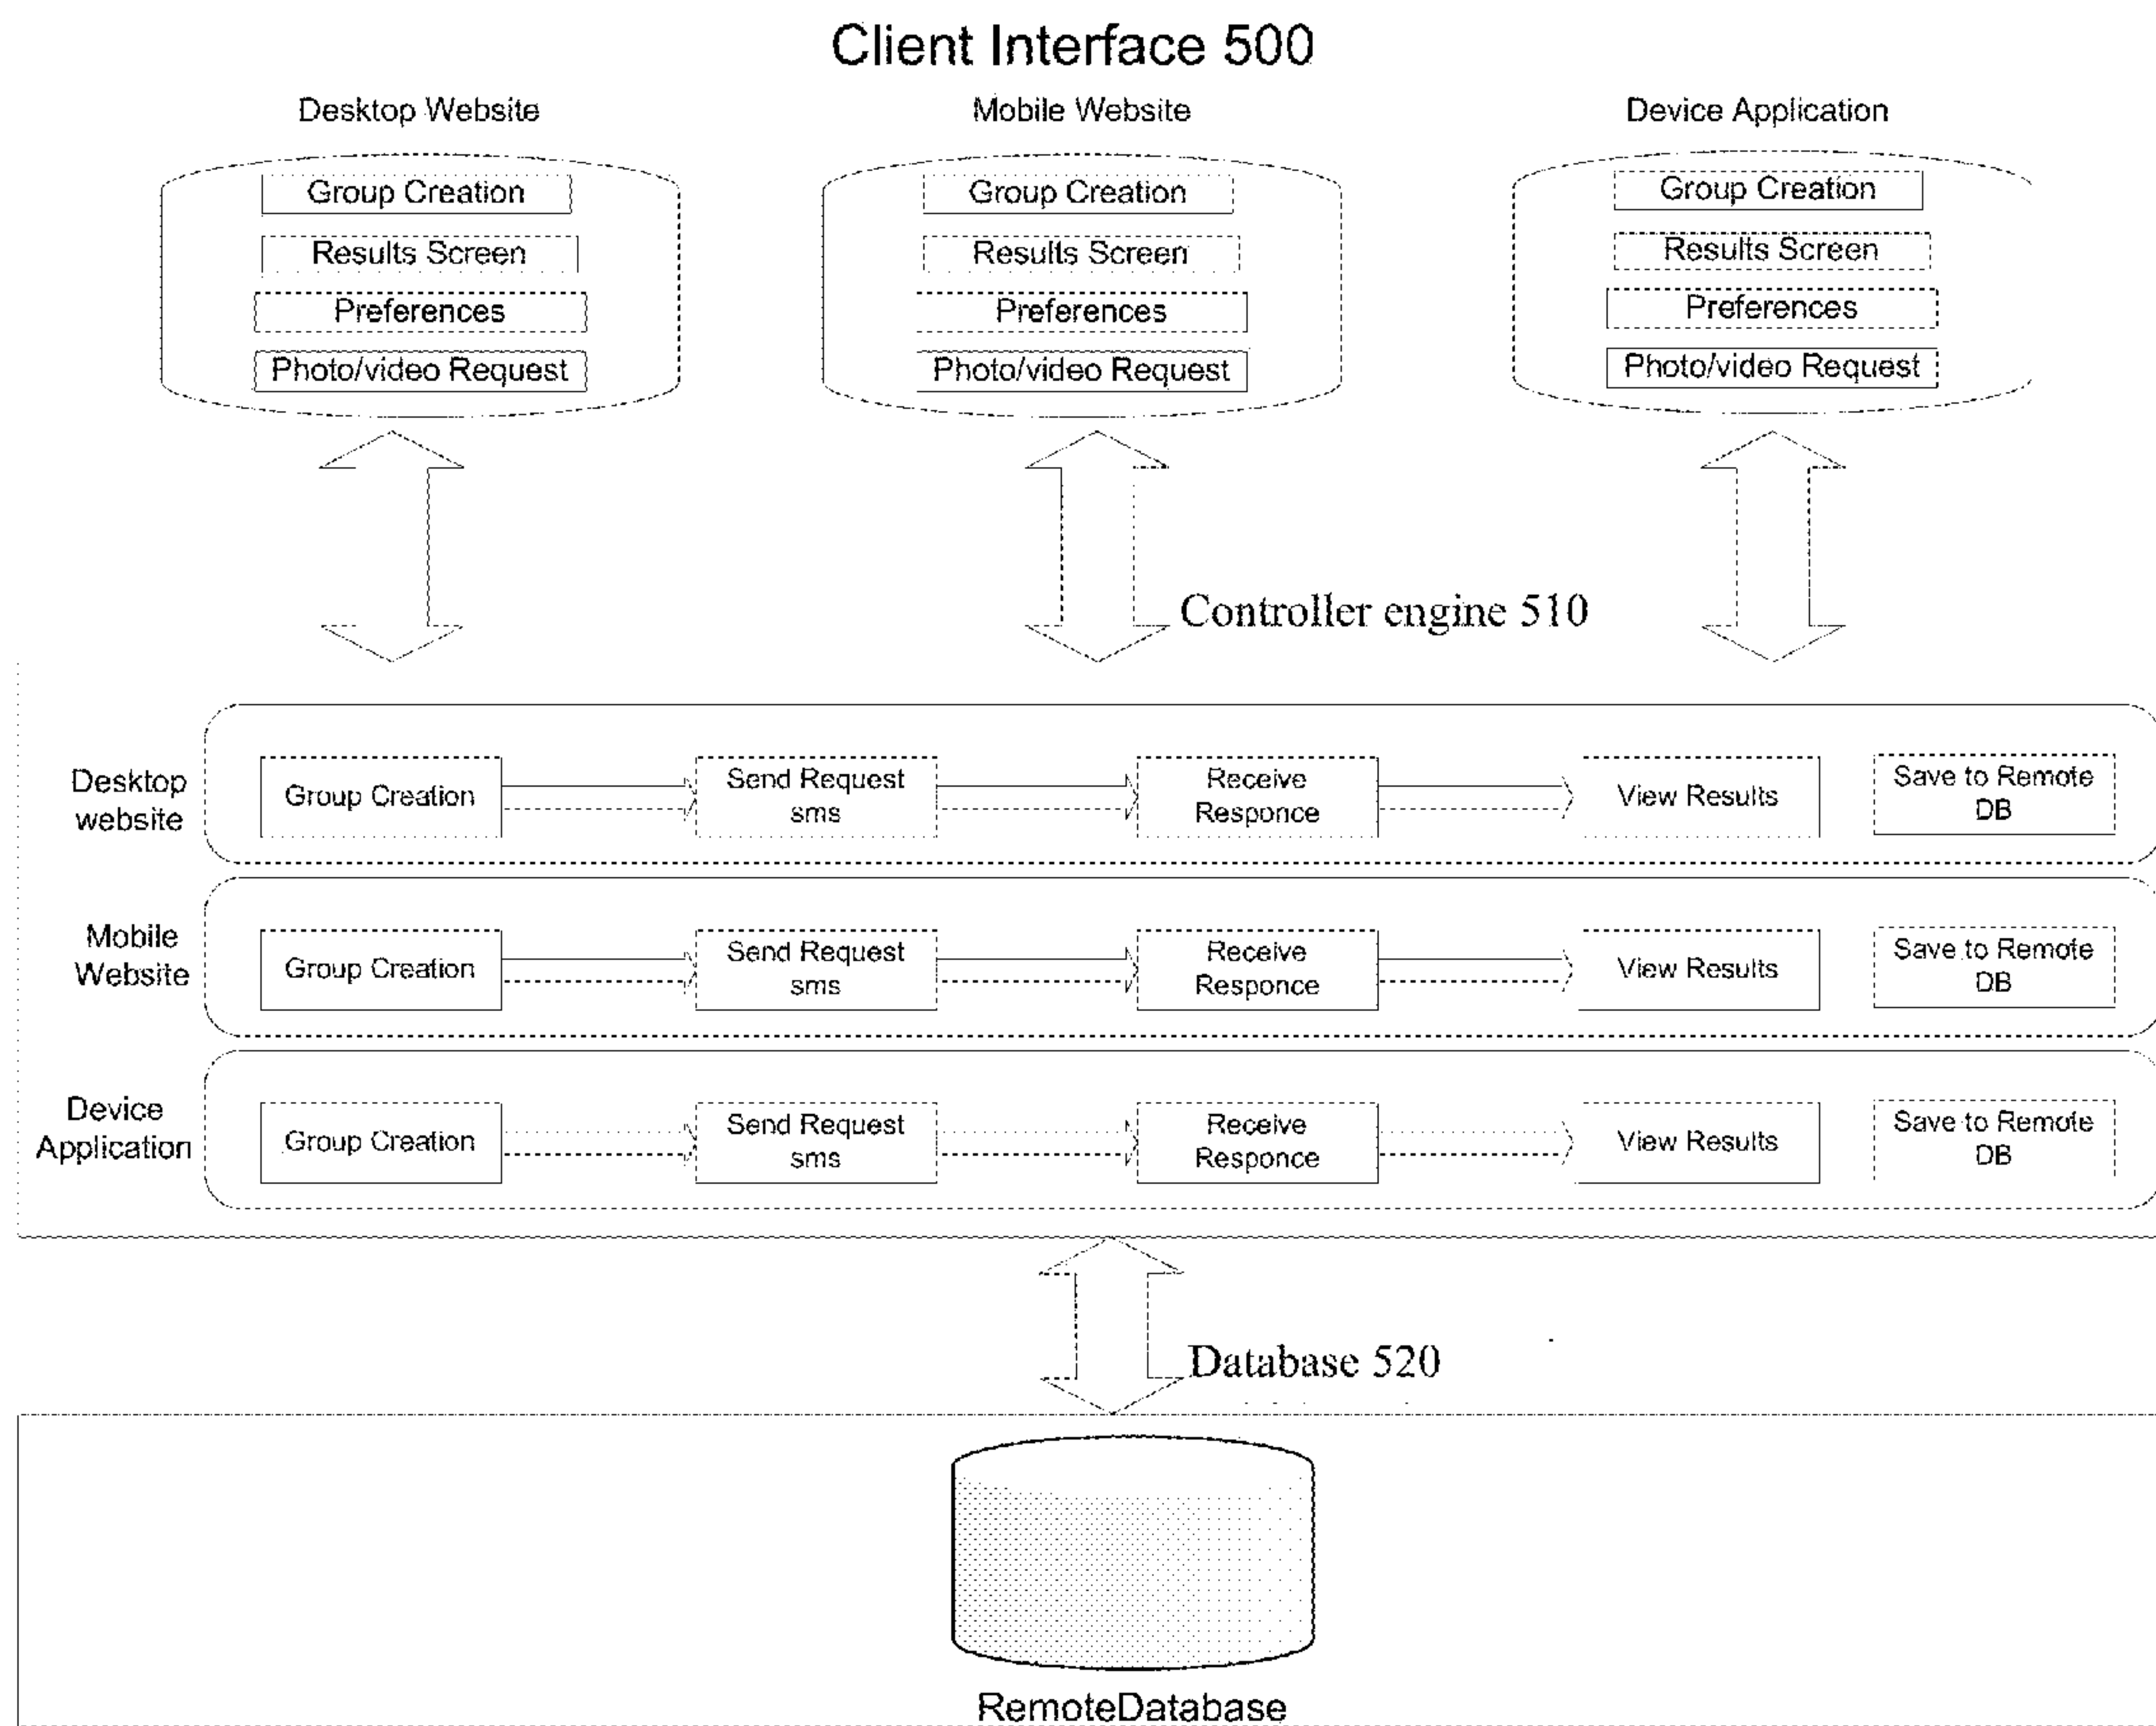 Client Interface 500
Desktop Website
Mobile Website
Device Application
Group Creation
Results Screen
Preferences
Photo/video Request
Group Creation
Results Screen
Preferences
Photo/video Request
Group Creation
Results Screen
Preferences
Photo/video Request
Controller engine 510
Desktop
website
Group Creation
Send Request
sms
Receive
Responce
View Results
Save to Remote
DB
Mobile
Website
Group Creation
Send Request
sms
Receive
Responce
View Results
Save to Remote
DB
Device
Application
Group Creation
Send Request
sms
Receive
Responce
View Results
Save to Remote
DB
Database 520
RemoteDatabase